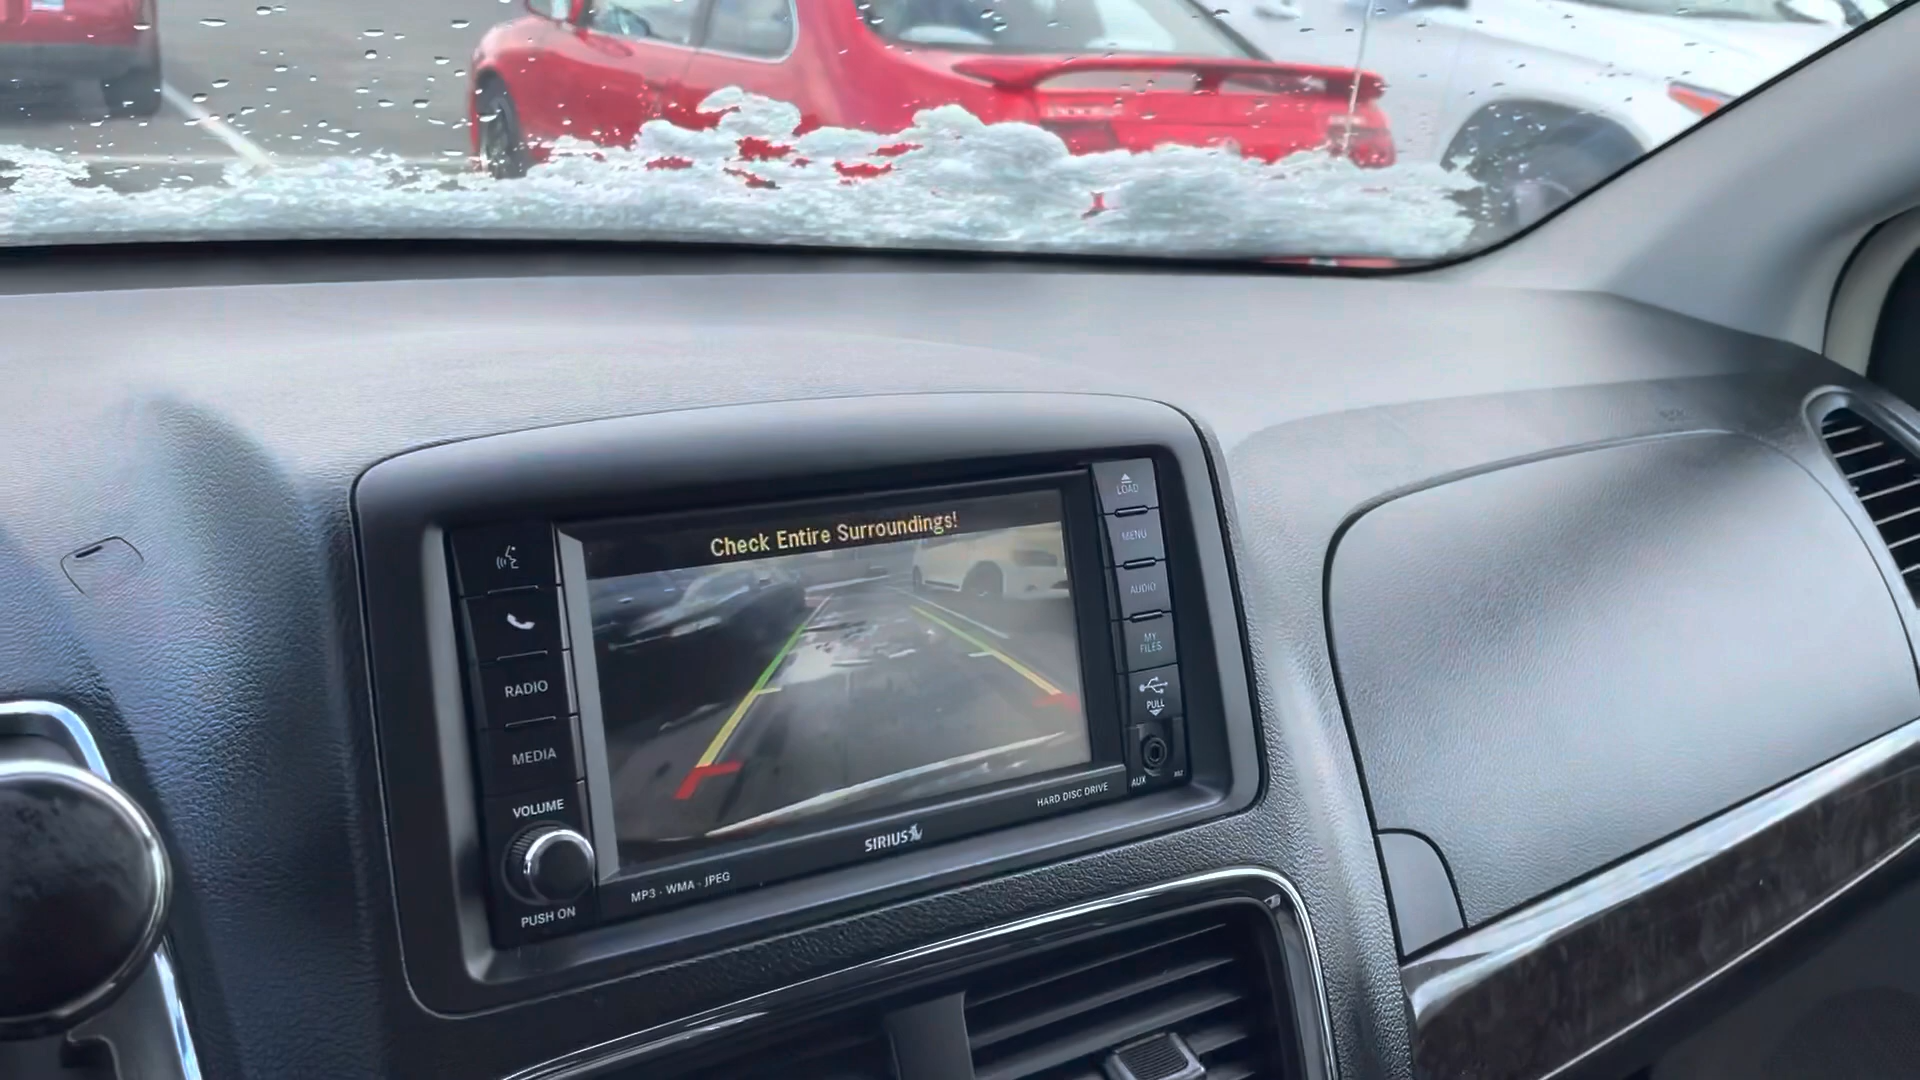 Check Entire Surroundings!
LOAD
MENU
AUDIO
MY
FILES
PULL
AUX
RADIO
MEDIA
VOLUME
PUSH ON
MP3 · WMA · JPEG
SIRIUS
HARD DISC DRIVE